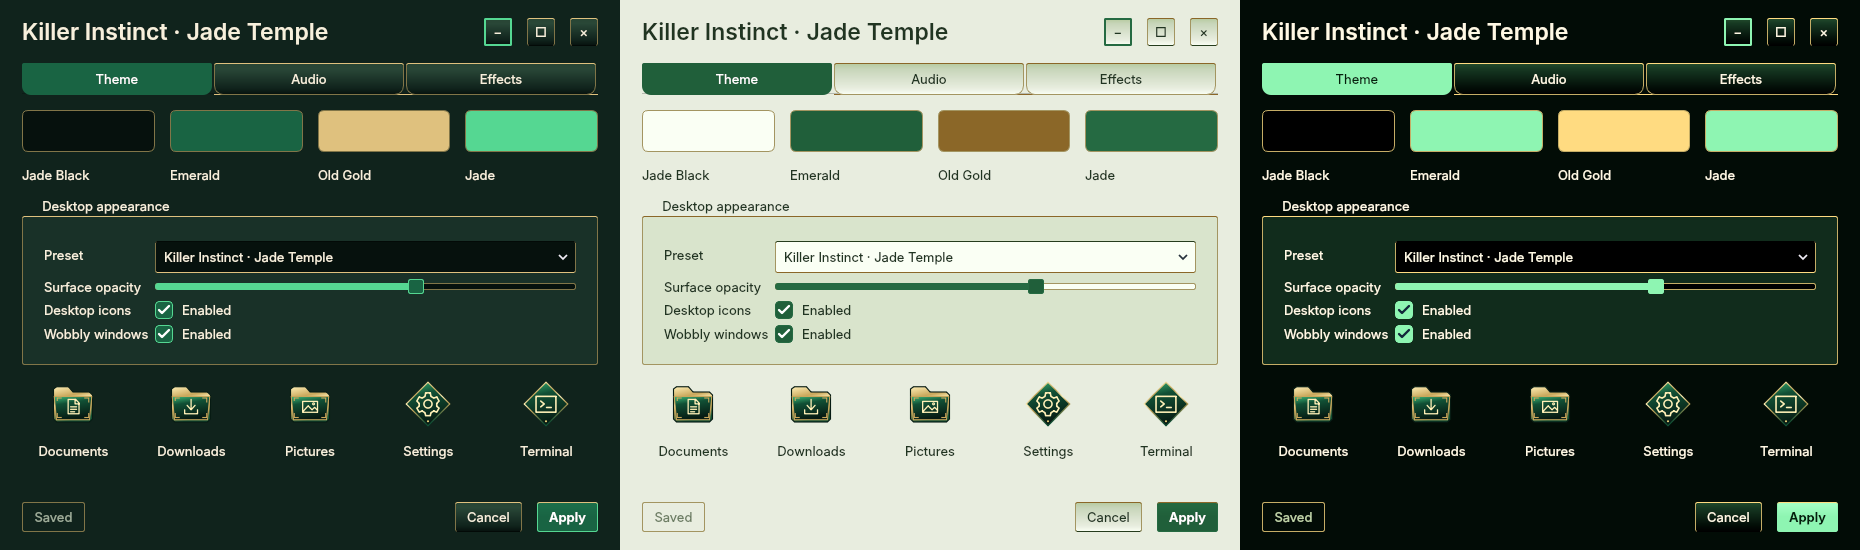 Killer Instinct · Jade Temple
Theme Audio Effects
Jade Black Emerald Old Gold Jade
Desktop appearance
Preset Killer Instinct · Jade Temple
Surface opacity
Desktop icons Enabled
Wobbly windows Enabled
Documents Downloads Pictures Settings Terminal
Saved Cancel Apply
Killer Instinct · Jade Temple
Theme Audio Effects
Jade Black Emerald Old Gold Jade
Desktop appearance
Preset Killer Instinct · Jade Temple
Surface opacity
Desktop icons Enabled
Wobbly windows Enabled
Documents Downloads Pictures Settings Terminal
Saved Cancel Apply
Killer Instinct · Jade Temple
Theme Audio Effects
Jade Black Emerald Old Gold Jade
Desktop appearance
Preset Killer Instinct · Jade Temple
Surface opacity
Desktop icons Enabled
Wobbly windows Enabled
Documents Downloads Pictures Settings Terminal
Saved Cancel Apply